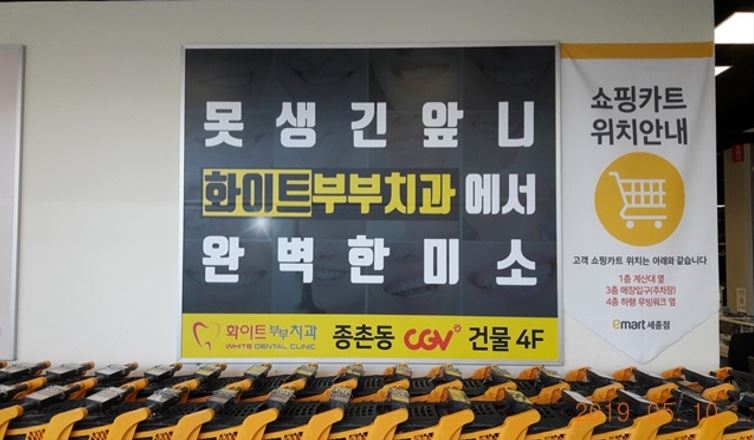 못생긴앞니
화이트부부치과에서
완벽한미소
화이트부부치과
WHITE DENTAL CLINIC
종촌동 CGV 건물 4F
쇼핑카트
위치안내
고객 쇼핑카트 위치는 아래와 같습니다
1층 계산대 옆
3층 매장입구(주차장)
4층 하행 무빙워크 옆
emart 세종점
2019. 05. 10